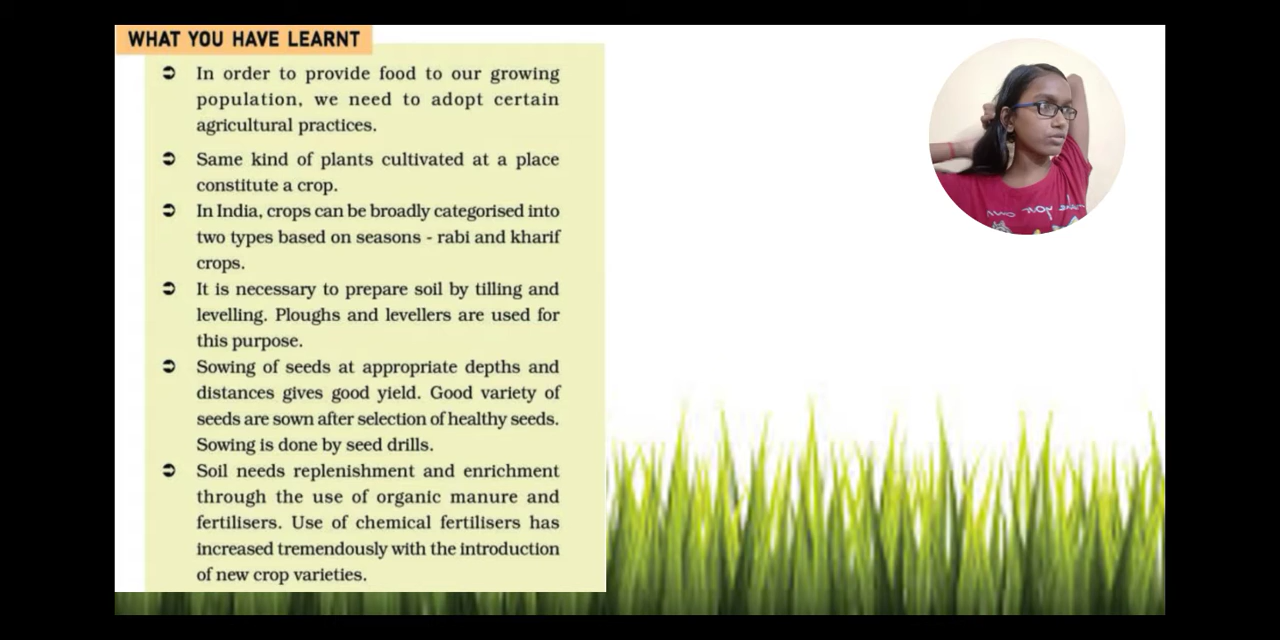 WHAT YOU HAVE LEARNT
In order to provide food to our growing
population, we need to adopt certain
agricultural practices.
Same kind of plants cultivated at a place
constitute a crop.
In India, crops can be broadly categorised into
two types based on seasons - rabi and kharif
crops.
It is necessary to prepare soil by tilling and
levelling. Ploughs and levellers are used for
this purpose.
Sowing of seeds at appropriate depths and
distances gives good yield. Good variety of
seeds are sown after selection of healthy seeds.
Sowing is done by seed drills.
Soil needs replenishment and enrichment
through the use of organic manure and
fertilisers. Use of chemical fertilisers has
increased tremendously with the introduction
of new crop varieties.